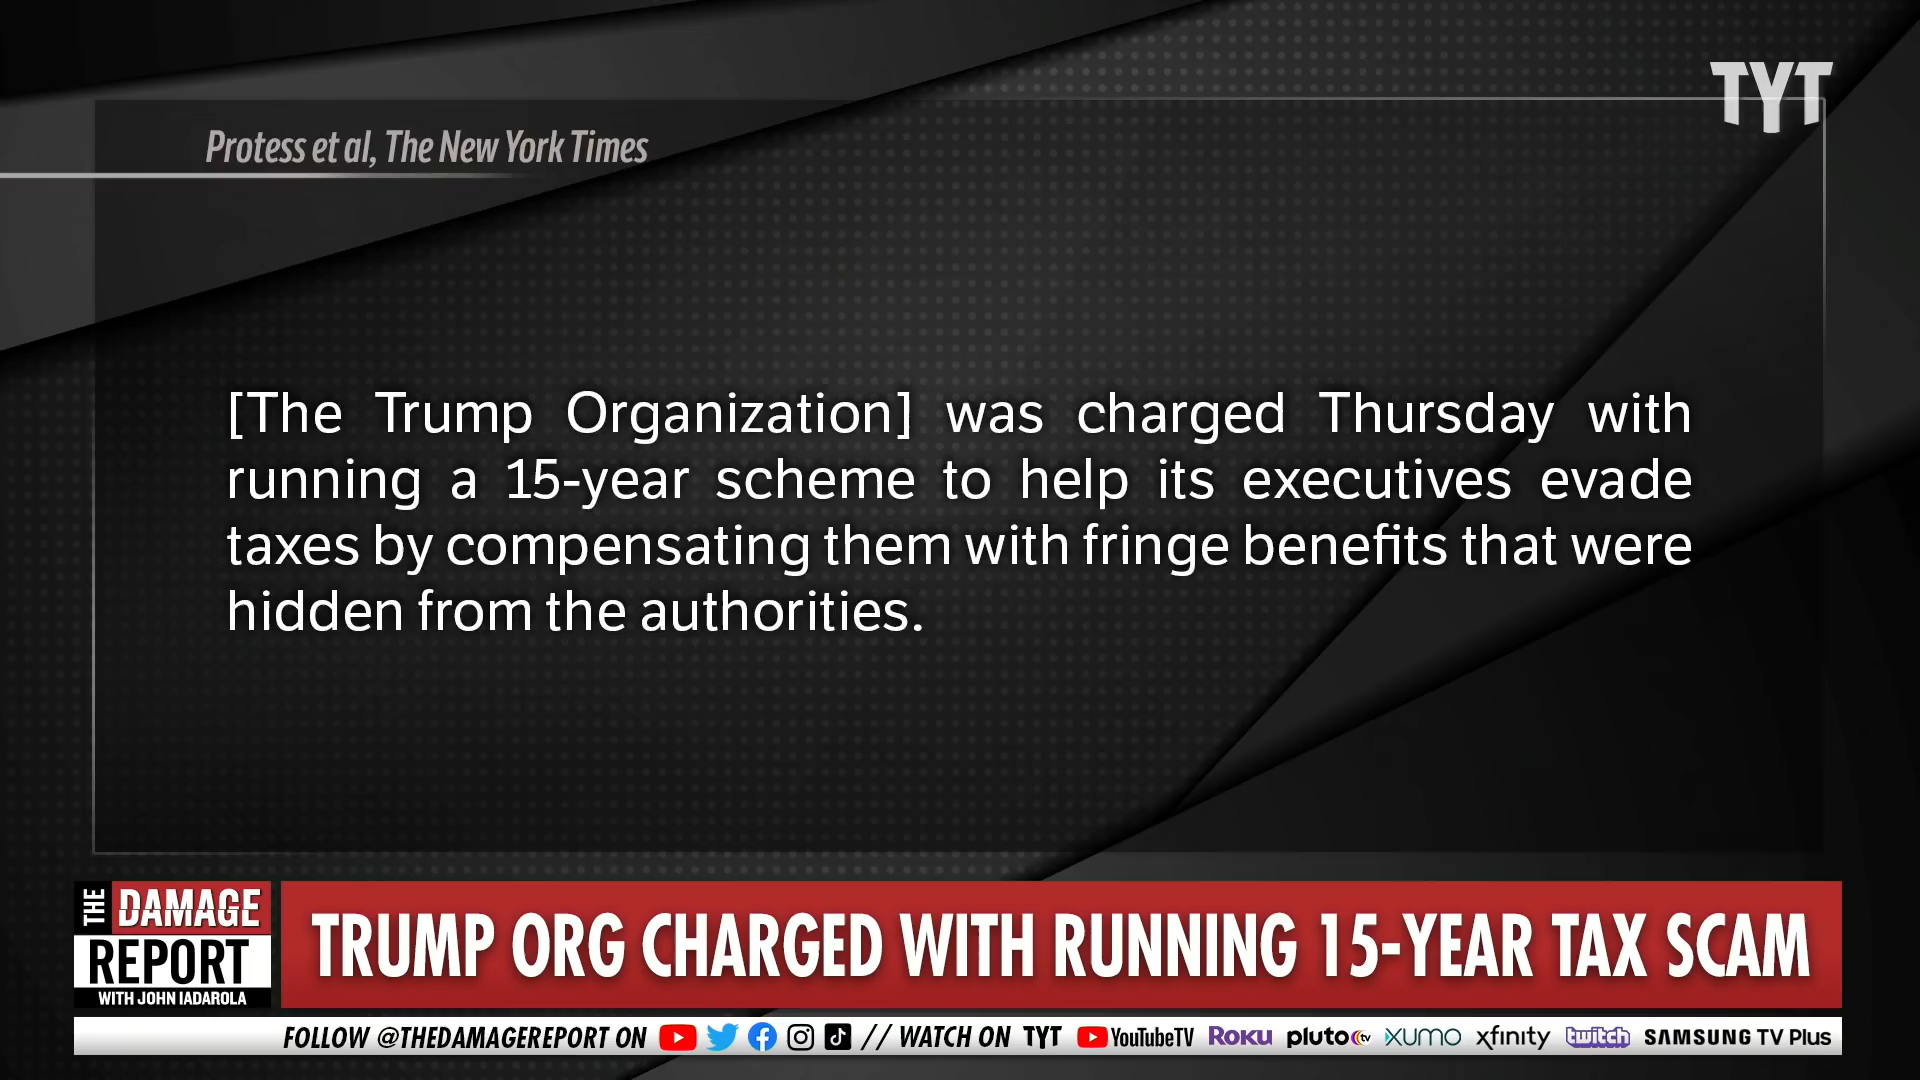 TYT
Protess et al, The New York Times
[The Trump Organization] was charged Thursday with
running a 15-year scheme to help its executives evade
taxes by compensating them with fringe benefits that were
hidden from the authorities.
THE DAMAGE
REPORT
WITH JOHN IADAROLA
TRUMP ORG CHARGED WITH RUNNING 15-YEAR TAX SCAM
FOLLOW @THEDAMAGEREPORT ON // WATCH ON TYT YouTubeTV ROKU pluto tv XUMO xfinity twitch SAMSUNG TV Plus